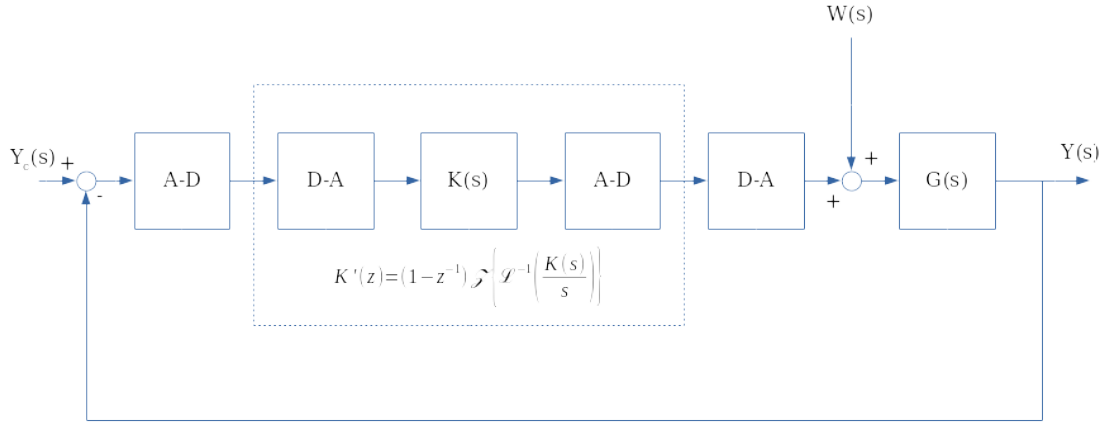 W(s)
Y_c(s) + A-D D-A K(s) A-D D-A + G(s) Y(s)
- +
K'(z)=(1−z⁻¹) 𝒵{ℒ⁻¹(K(s)/s)}